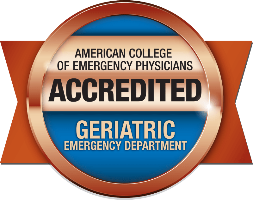 AMERICAN COLLEGE
OF EMERGENCY PHYSICIANS
ACCREDITED
GERIATRIC
EMERGENCY DEPARTMENT